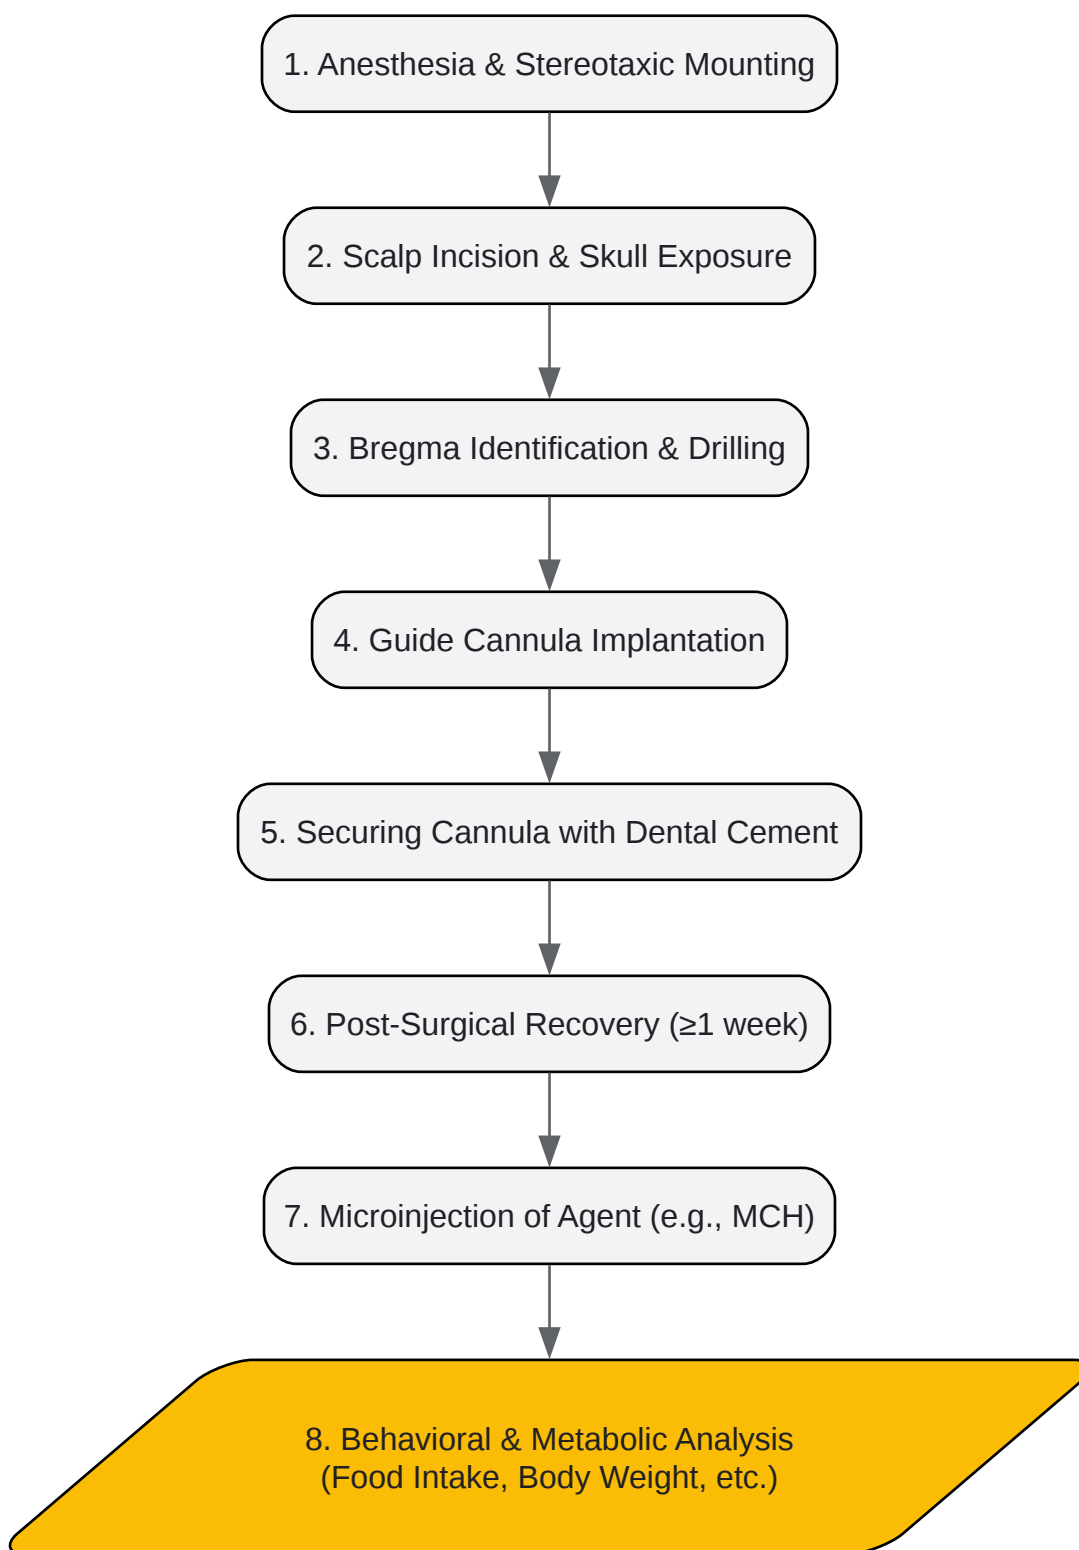 1. Anesthesia & Stereotaxic Mounting
2. Scalp Incision & Skull Exposure
3. Bregma Identification & Drilling
4. Guide Cannula Implantation
5. Securing Cannula with Dental Cement
6. Post-Surgical Recovery (≥1 week)
7. Microinjection of Agent (e.g., MCH)
8. Behavioral & Metabolic Analysis
(Food Intake, Body Weight, etc.)